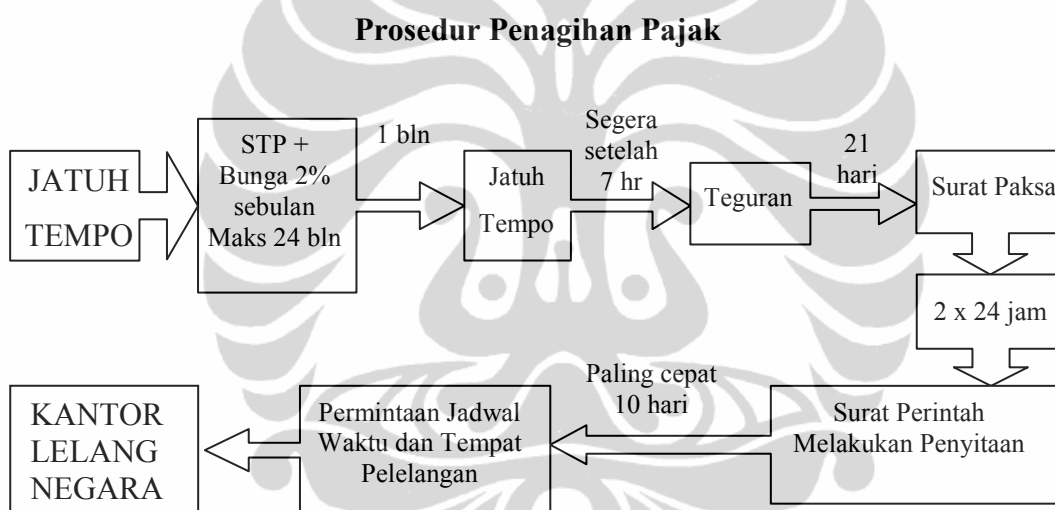 Prosedur Penagihan Pajak
JATUH
TEMPO
STP +
Bunga 2%
sebulan
Maks 24 bln
1 bln
Jatuh
Tempo
Segera
setelah
7 hr
Teguran
21
hari
Surat Paksa
2 x 24 jam
Surat Perintah
Melakukan Penyitaan
Paling cepat
10 hari
Permintaan Jadwal
Waktu dan Tempat
Pelelangan
KANTOR
LELANG
NEGARA